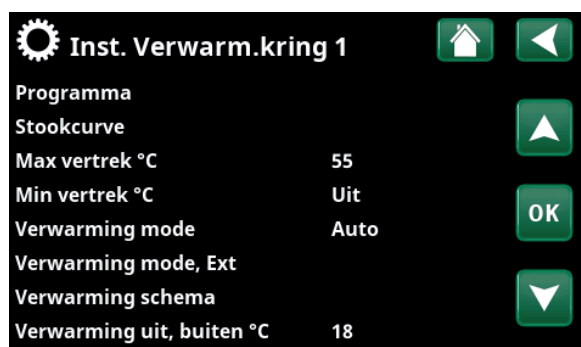 Inst. Verwarm.kring 1
Programma
Stookcurve
Max vertrek °C 55
Min vertrek °C Uit
Verwarming mode Auto
OK
Verwarming mode, Ext
Verwarming schema
Verwarming uit, buiten °C 18